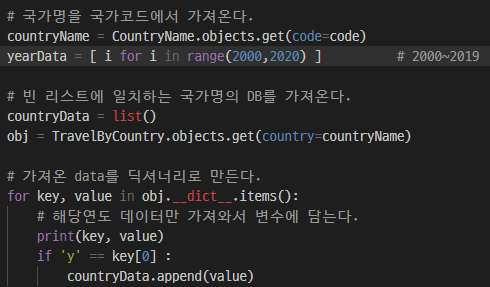 # 국가명을 국가코드에서 가져온다.
countryName = CountryName.objects.get(code=code)
yearData = [ i for i in range(2000,2020) ] # 2000~2019
# 빈 리스트에 일치하는 국가명의 DB를 가져온다.
countryData = list()
obj = TravelByCountry.objects.get(country=countryName)
# 가져온 data를 딕셔너리로 만든다.
for key, value in obj.__dict__.items():
# 해당연도 데이터만 가져와서 변수에 담는다.
print(key, value)
if 'y' == key[0] :
countryData.append(value)